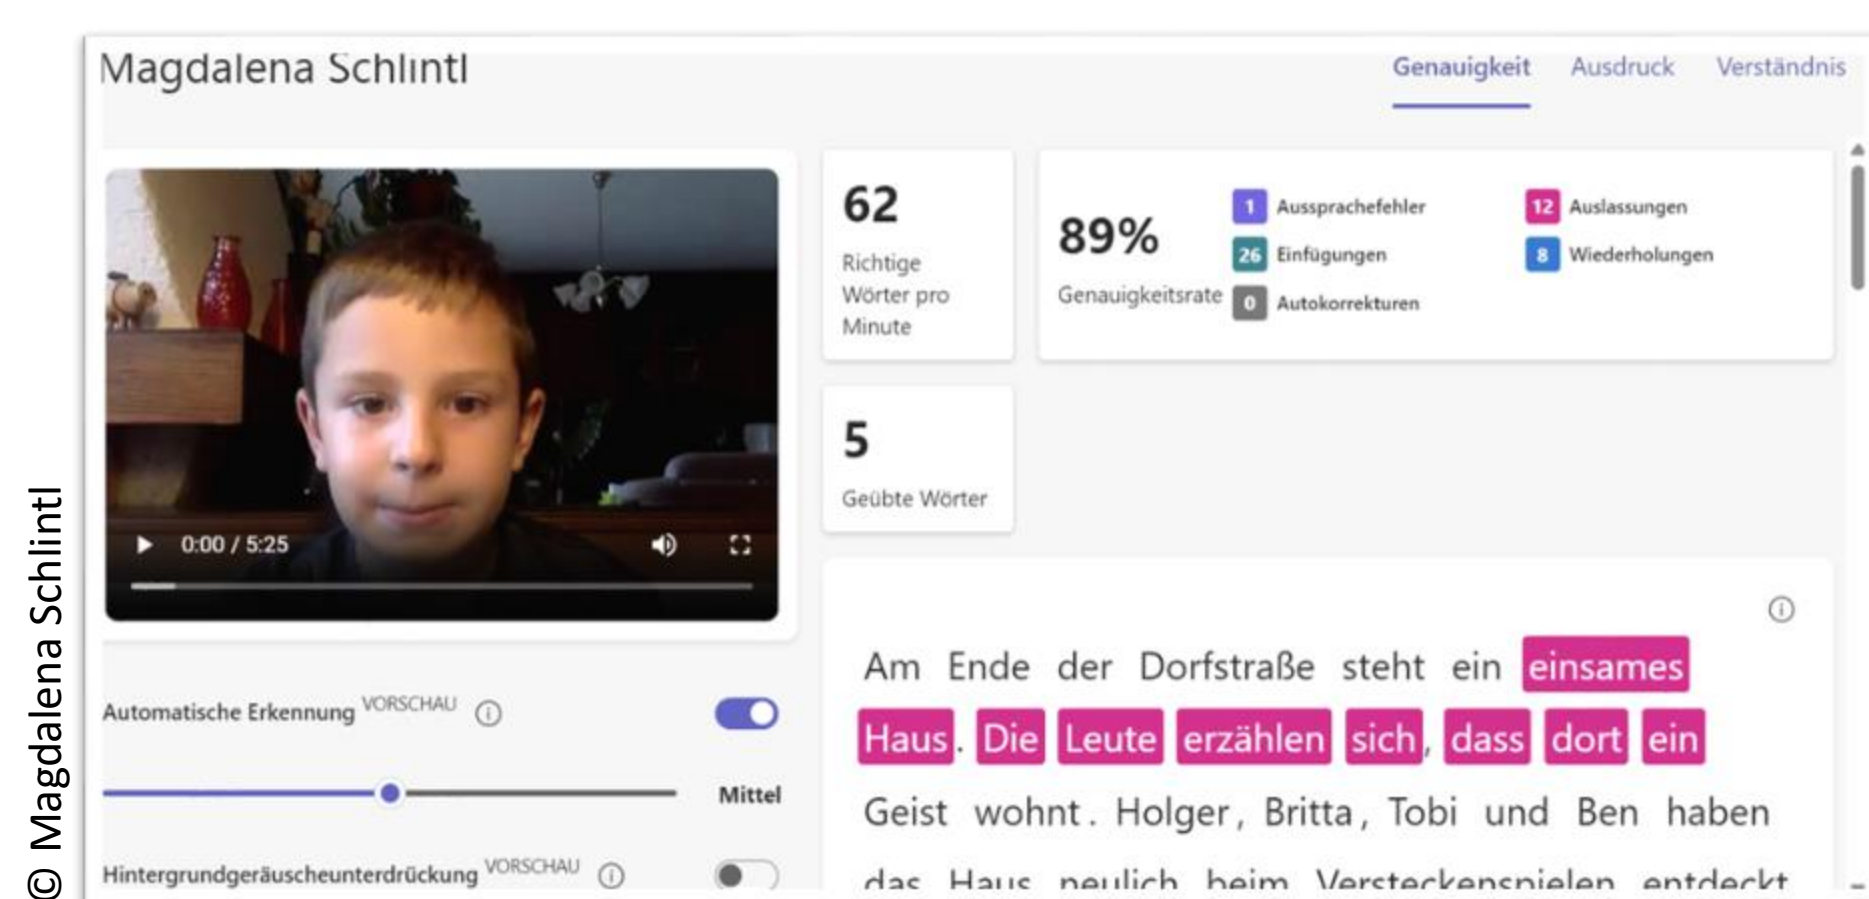 Magdalena Schlintl
Genauigkeit Ausdruck Verständnis
0:00 / 5:25
62
Richtige
Wörter pro
Minute
89%
Genauigkeitsrate
1 Aussprachefehler
12 Auslassungen
26 Einfügungen
8 Wiederholungen
0 Autokorrekturen
5
Geübte Wörter
Automatische Erkennung VORSCHAU
Mittel
Hintergrundgeräuscheunterdrückung VORSCHAU
Am Ende der Dorfstraße steht ein einsames
Haus. Die Leute erzählen sich, dass dort ein
Geist wohnt. Holger, Britta, Tobi und Ben haben
das Haus neulich beim Versteckenspielen entdeckt
© Magdalena Schlintl